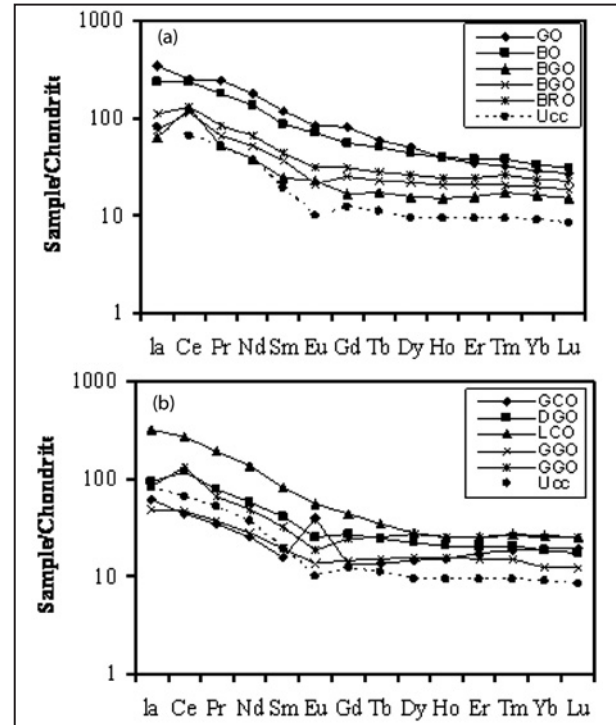 (a)
1000
100
10
1
Sample/Chondrite
GO
BO
BGO
BGO
BRO
Ucc
la Ce Pr Nd Sm Eu Gd Tb Dy Ho Er Tm Yb Lu
(b)
1000
100
10
1
Sample/Chondrite
GCO
DGO
LCO
GGO
GGO
Ucc
la Ce Pr Nd Sm Eu Gd Tb Dy Ho Er Tm Yb Lu